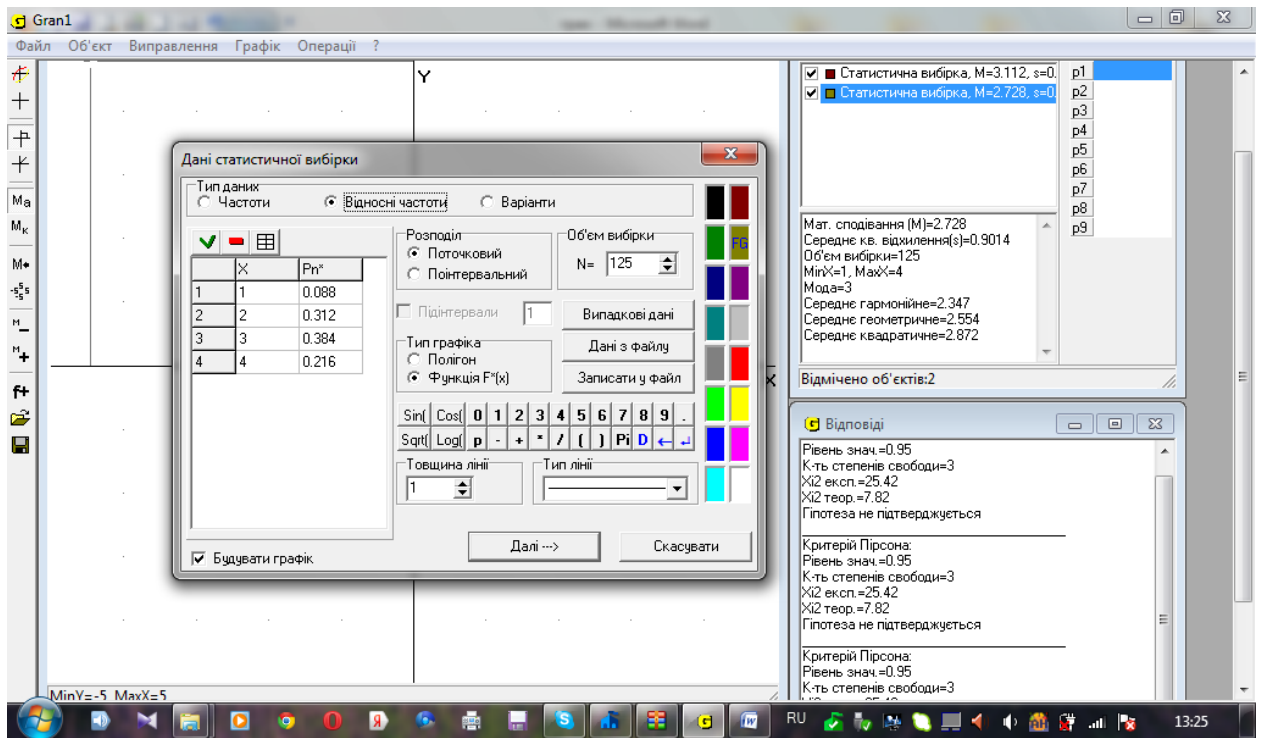 Gran1
Файл Об'єкт Виправлення Графік Операції ?
Y
X
MinY=-5 MaxX=5
Дані статистичної вибірки
Тип даних
Частоти Відносні частоти Варіанти
X Pn*
1 1 0.088
2 2 0.312
3 3 0.384
4 4 0.216
Будувати графік
Розподіл
Поточковий
Поінтервальний
Об'єм вибірки
N= 125
Підінтервали 1
Випадкові дані
Тип графіка
Полігон
Функція F*(x)
Дані з файлу
Записати у файл
Sin( Cos( 0 1 2 3 4 5 6 7 8 9 .
Sqrt( Log( p - + * / ( ) Pi D ← ↵
Товщина лінії
1
Тип лінії
Далі --->
Скасувати
FG
Статистична вибірка, M=3.112, s=0.
Статистична вибірка, M=2.728, s=0.
p1
p2
p3
p4
p5
p6
p7
p8
p9
Мат. сподівання (M)=2.728
Середнє кв. відхилення(s)=0.9014
Об'єм вибірки=125
MinX=1, MaxX=4
Мода=3
Середнє гармонійне=2.347
Середнє геометричне=2.554
Середнє квадратичне=2.872
Відмічено об'єктів:2
Відповіді
Рівень знач.=0.95
К-ть степенів свободи=3
Xi2 експ.=25.42
Xi2 теор.=7.82
Гіпотеза не підтверджується
Критерій Пірсона:
Рівень знач.=0.95
К-ть степенів свободи=3
Xi2 експ.=25.42
Xi2 теор.=7.82
Гіпотеза не підтверджується
Критерій Пірсона:
Рівень знач.=0.95
К-ть степенів свободи=3
RU
13:25